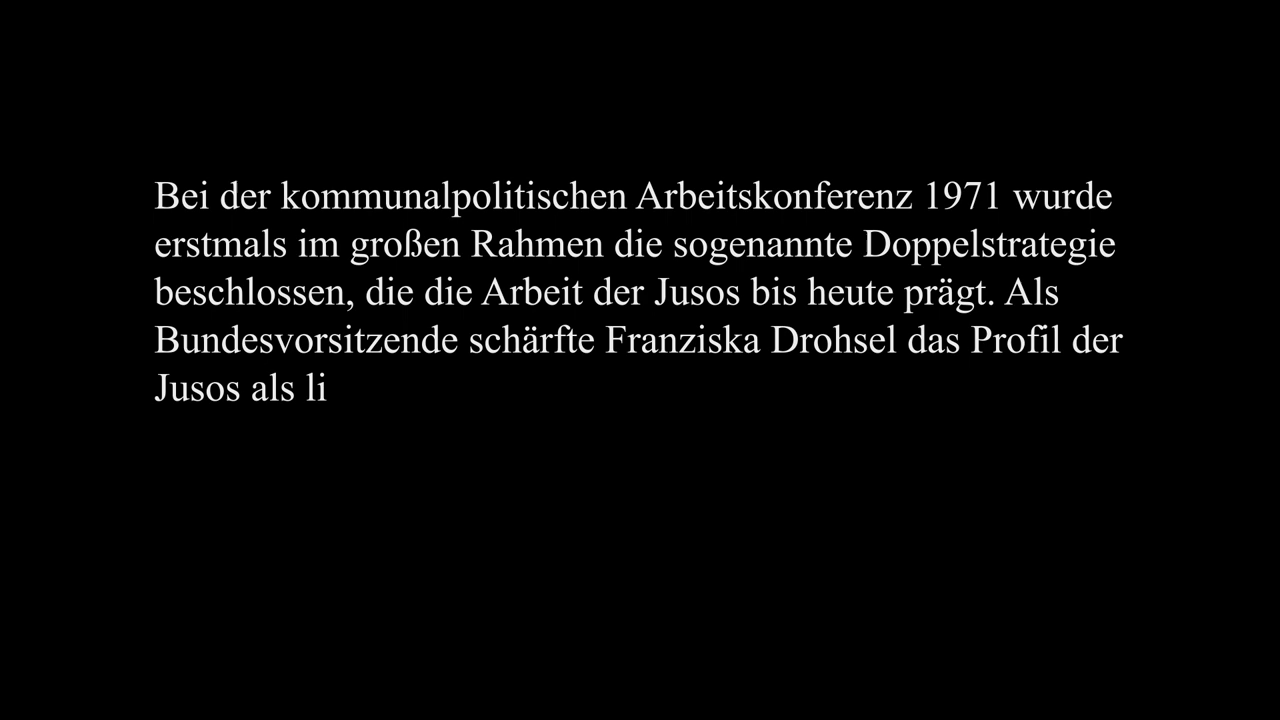 Bei der kommunalpolitischen Arbeitskonferenz 1971 wurde
erstmals im großen Rahmen die sogenannte Doppelstrategie
beschlossen, die die Arbeit der Jusos bis heute prägt. Als
Bundesvorsitzende schärfte Franziska Drohsel das Profil der
Jusos als li